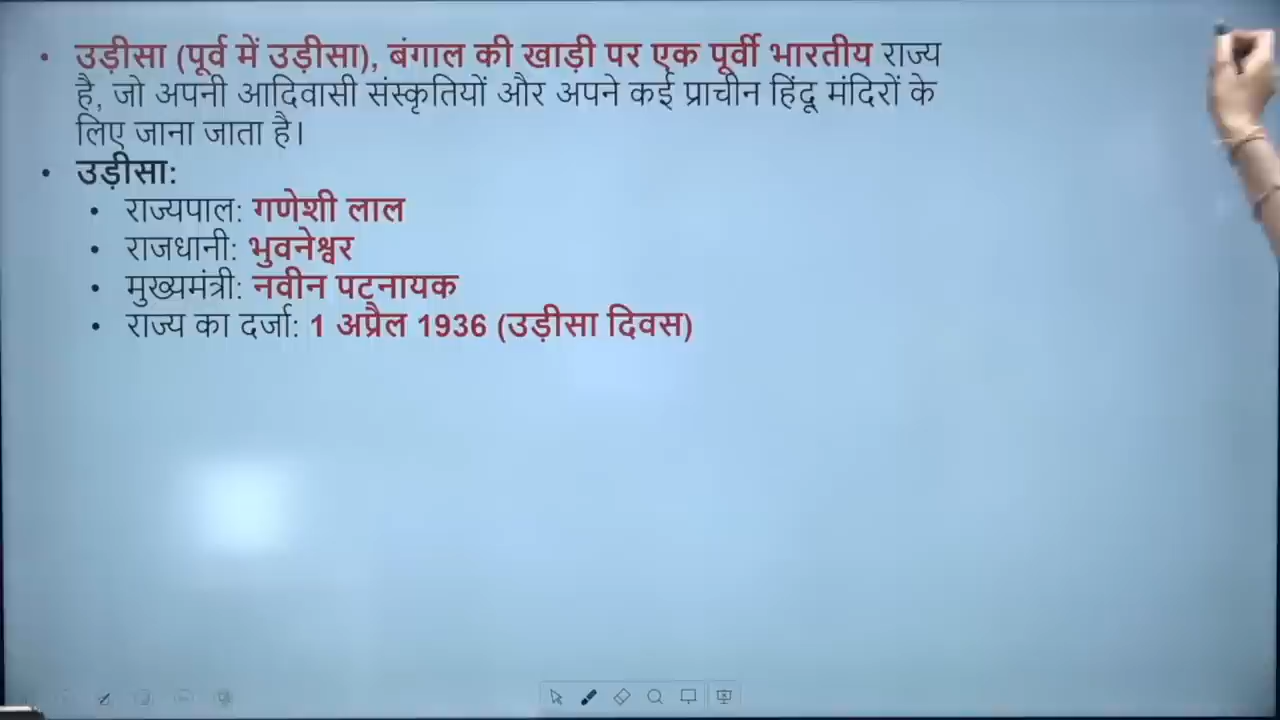 • उड़ीसा (पूर्व में उड़ीसा), बंगाल की खाड़ी पर एक पूर्वी भारतीय राज्य
है, जो अपनी आदिवासी संस्कृतियों और अपने कई प्राचीन हिंदू मंदिरों के
लिए जाना जाता है।
• उड़ीसा:
• राज्यपाल: गणेशी लाल
• राजधानी: भुवनेश्वर
• मुख्यमंत्री: नवीन पटनायक
• राज्य का दर्जा: 1 अप्रैल 1936 (उड़ीसा दिवस)